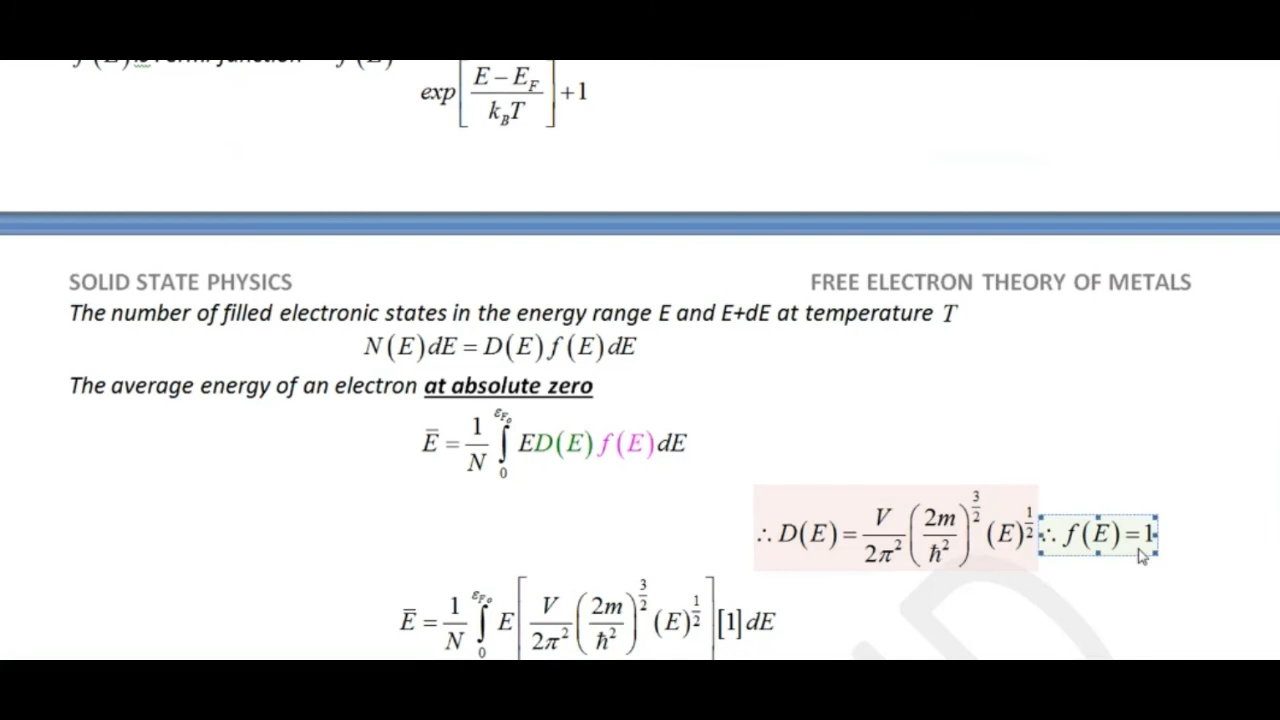 E − E_F
exp[ / k_B T ] + 1
SOLID STATE PHYSICS FREE ELECTRON THEORY OF METALS
The number of filled electronic states in the energy range E and E+dE at temperature T
N(E)dE = D(E)f(E)dE
The average energy of an electron at absolute zero
Ē = 1/N ∫₀^{ε_{F₀}} ED(E)f(E)dE
∴ D(E) = V/2π² (2m/ħ²)^{3/2} (E)^{1/2} ∴ f(E) = 1
Ē = 1/N ∫₀^{ε_{F₀}} E[V/2π² (2m/ħ²)^{3/2} (E)^{1/2}][1]dE